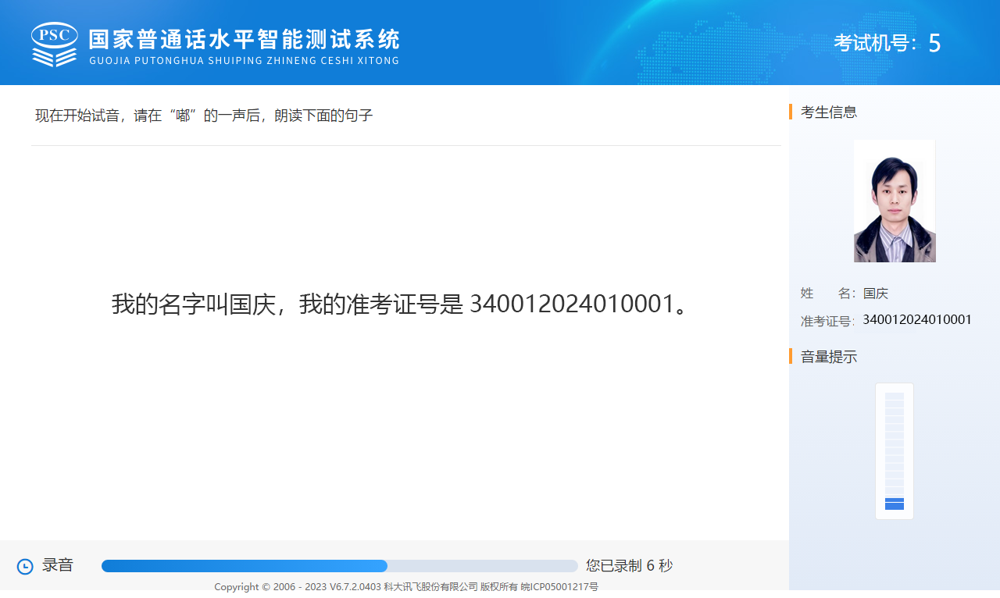 PSC
国家普通话水平智能测试系统
GUOJIA PUTONGHUA SHUIPING ZHINENG CESHI XITONG
考试机号：5
现在开始试音，请在“嘟”的一声后，朗读下面的句子
考生信息
我的名字叫国庆，我的准考证号是 340012024010001。
姓 名：国庆
准考证号：340012024010001
音量提示
录音
您已录制 6 秒
Copyright © 2006 - 2023 V6.7.2.0403 科大讯飞股份有限公司 版权所有 皖ICP05001217号